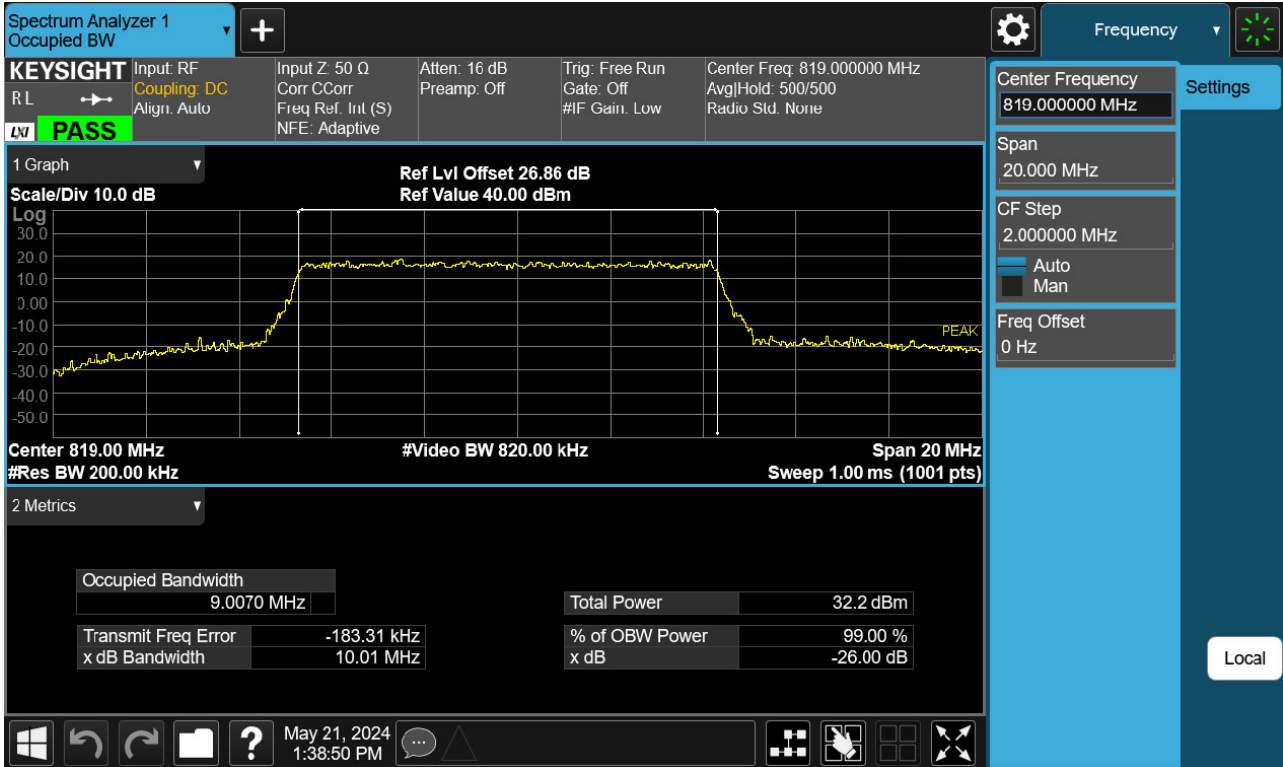 Spectrum Analyzer 1
Occupied BW
Frequency
KEYSIGHT
R L
LXI
PASS
Input: RF
Coupling: DC
Align: Auto
Input Z: 50 Ω
Corr CCorr
Freq Ref: Int (S)
NFE: Adaptive
Atten: 16 dB
Preamp: Off
Trig: Free Run
Gate: Off
#IF Gain: Low
Center Freq: 819.000000 MHz
Avg|Hold: 500/500
Radio Std: None
Center Frequency
819.000000 MHz
Settings
Span
20.000 MHz
CF Step
2.000000 MHz
Auto
Man
Freq Offset
0 Hz
1 Graph
Scale/Div 10.0 dB
Ref Lvl Offset 26.86 dB
Ref Value 40.00 dBm
Log
30.0
20.0
10.0
0.00
-10.0
-20.0
-30.0
-40.0
-50.0
PEAK
Center 819.00 MHz
#Video BW 820.00 kHz
Span 20 MHz
#Res BW 200.00 kHz
Sweep 1.00 ms (1001 pts)
2 Metrics
Occupied Bandwidth
9.0070 MHz
Total Power 32.2 dBm
Transmit Freq Error -183.31 kHz
% of OBW Power 99.00 %
x dB Bandwidth 10.01 MHz
x dB -26.00 dB
Local
?
May 21, 2024
1:38:50 PM